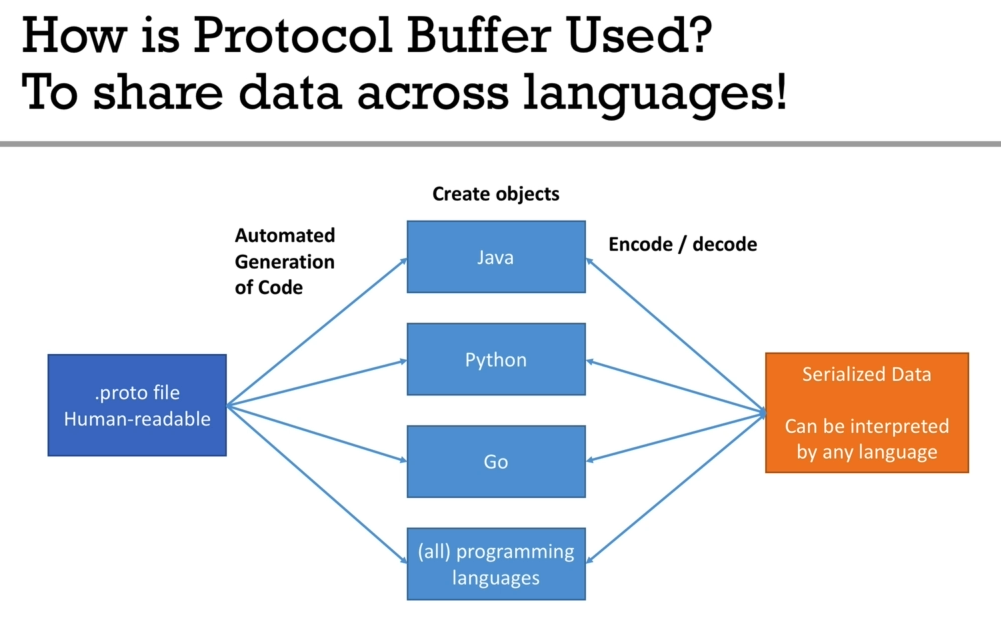 How is Protocol Buffer Used?
To share data across languages!
Create objects
Automated
Generation
of Code
Java
Encode / decode
Python
.proto file
Human-readable
Serialized Data
Can be interpreted
by any language
Go
(all) programming
languages